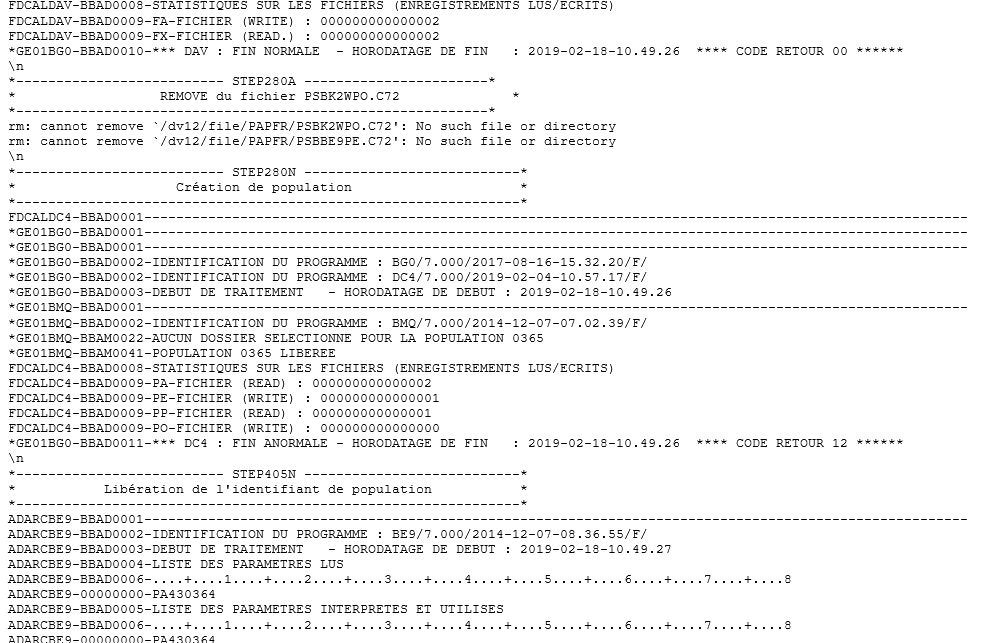 FDCALDAV-BBAD0008-STATISTIQUES SUR LES FICHIERS (ENREGISTREMENTS LUS/ECRITS)
FDCALDAV-BBAD0009-FA-FICHIER (WRITE) : 000000000000002
FDCALDAV-BBAD0009-FX-FICHIER (READ.) : 000000000000002
*GE01BG0-BBAD0010-*** DAV : FIN NORMALE  - HORODATAGE DE FIN   : 2019-02-18-10.49.26  **** CODE RETOUR 00 ******
\n
*-------------------------- STEP280A -----------------------*
*                  REMOVE du fichier PSBK2WPO.C72              *
*-----------------------------------------------------------*
rm: cannot remove `/dv12/file/PAPFR/PSBK2WPO.C72': No such file or directory
rm: cannot remove `/dv12/file/PAPFR/PSBBE9PE.C72': No such file or directory
\n
*-------------------------- STEP280N ---------------------------*
*                    Création de population                     *
*---------------------------------------------------------------*
FDCALDC4-BBAD0001-------------------------------------------------------------------------------------------------------
*GE01BG0-BBAD0001-------------------------------------------------------------------------------------------------------
*GE01BG0-BBAD0001-------------------------------------------------------------------------------------------------------
*GE01BG0-BBAD0002-IDENTIFICATION DU PROGRAMME : BG0/7.000/2017-08-16-15.32.20/F/
*GE01BG0-BBAD0002-IDENTIFICATION DU PROGRAMME : DC4/7.000/2019-02-04-10.57.17/F/
*GE01BG0-BBAD0003-DEBUT DE TRAITEMENT   - HORODATAGE DE DEBUT : 2019-02-18-10.49.26
*GE01BMQ-BBAD0001-------------------------------------------------------------------------------------------------------
*GE01BMQ-BBAD0002-IDENTIFICATION DU PROGRAMME : BMQ/7.000/2014-12-07-07.02.39/F/
*GE01BMQ-BBAM0022-AUCUN DOSSIER SELECTIONNE POUR LA POPULATION 0365
*GE01BMQ-BBAM0041-POPULATION 0365 LIBEREE
FDCALDC4-BBAD0008-STATISTIQUES SUR LES FICHIERS (ENREGISTREMENTS LUS/ECRITS)
FDCALDC4-BBAD0009-PA-FICHIER (READ) : 000000000000002
FDCALDC4-BBAD0009-PE-FICHIER (WRITE) : 000000000000001
FDCALDC4-BBAD0009-PP-FICHIER (READ) : 000000000000001
FDCALDC4-BBAD0009-PO-FICHIER (WRITE) : 000000000000000
*GE01BG0-BBAD0011-*** DC4 : FIN ANORMALE - HORODATAGE DE FIN   : 2019-02-18-10.49.26  **** CODE RETOUR 12 ******
\n
*-------------------------- STEP405N ---------------------------*
*           Libération de l'identifiant de population           *
*---------------------------------------------------------------*
ADARCBE9-BBAD0001-------------------------------------------------------------------------------------------------------
ADARCBE9-BBAD0002-IDENTIFICATION DU PROGRAMME : BE9/7.000/2014-12-07-08.36.55/F/
ADARCBE9-BBAD0003-DEBUT DE TRAITEMENT   - HORODATAGE DE DEBUT : 2019-02-18-10.49.27
ADARCBE9-BBAD0004-LISTE DES PARAMETRES LUS
ADARCBE9-BBAD0006-....+....1....+....2....+....3....+....4....+....5....+....6....+....7....+....8
ADARCBE9-00000000-PA430364
ADARCBE9-BBAD0005-LISTE DES PARAMETRES INTERPRETES ET UTILISES
ADARCBE9-BBAD0006-....+....1....+....2....+....3....+....4....+....5....+....6....+....7....+....8
ADARCBE9-00000000-PA430364